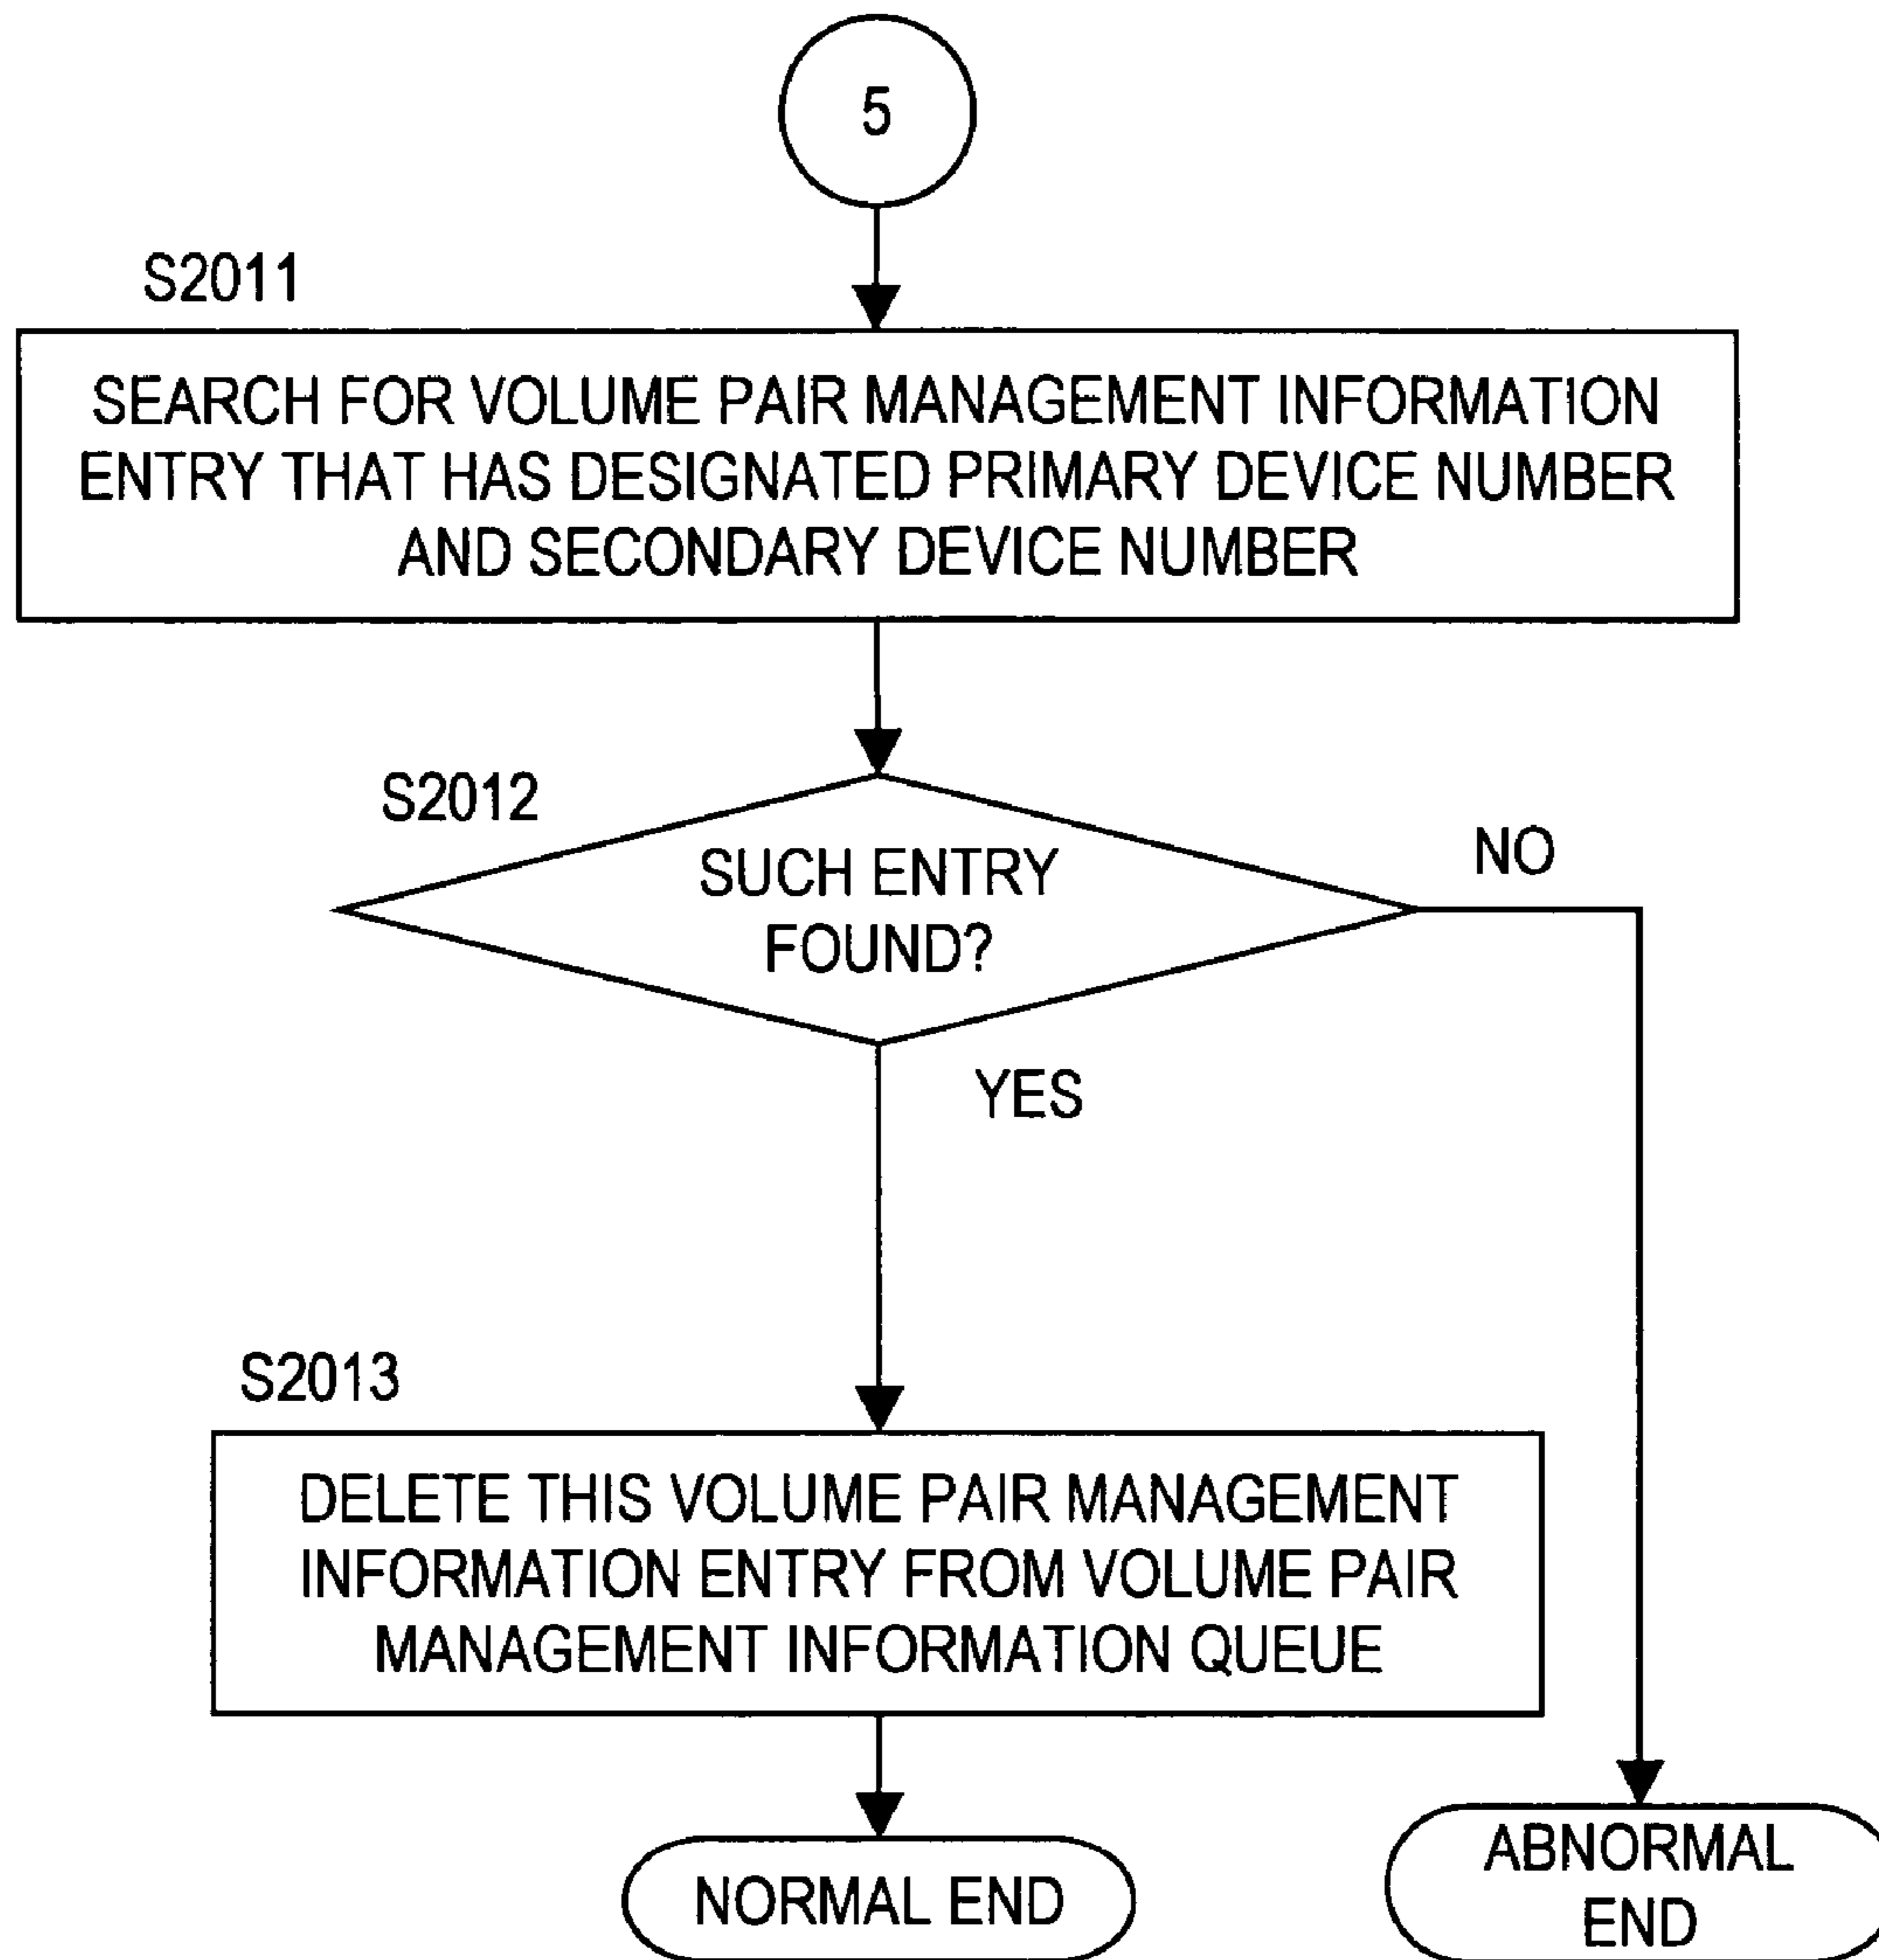 5
S2011
SEARCH FOR VOLUME PAIR MANAGEMENT INFORMATION
ENTRY THAT HAS DESIGNATED PRIMARY DEVICE NUMBER
AND SECONDARY DEVICE NUMBER
S2012
SUCH ENTRY
FOUND?
NO
YES
S2013
DELETE THIS VOLUME PAIR MANAGEMENT
INFORMATION ENTRY FROM VOLUME PAIR
MANAGEMENT INFORMATION QUEUE
NORMAL END
ABNORMAL
END